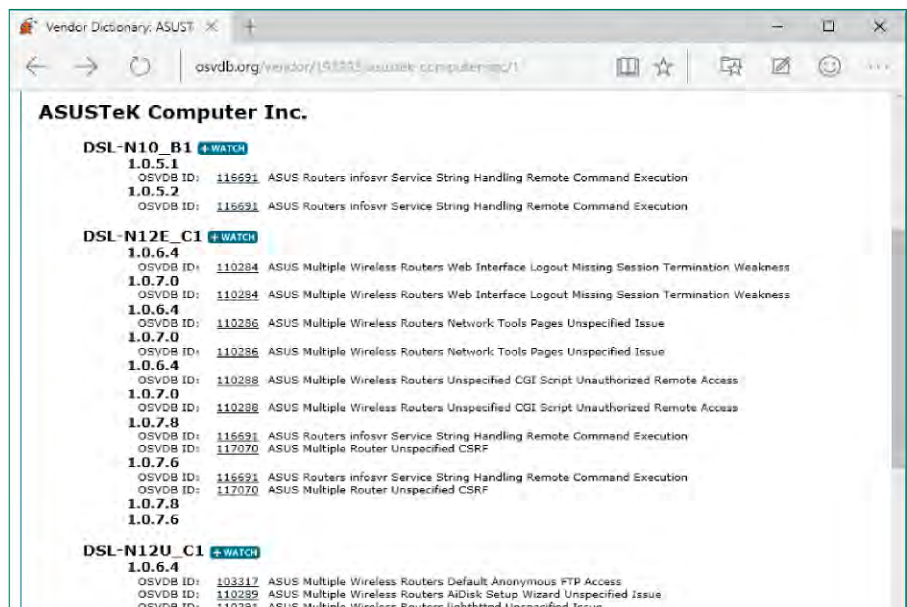 Vendor Dictionary: ASUST
osvdb.org/vendor/
ASUSTeK Computer Inc.
DSL-N10_B1 +WATCH
1.0.5.1
OSVDB ID: 116691 ASUS Routers infosvr Service String Handling Remote Command Execution
1.0.5.2
OSVDB ID: 116691 ASUS Routers infosvr Service String Handling Remote Command Execution
DSL-N12E_C1 +WATCH
1.0.6.4
OSVDB ID: 110284 ASUS Multiple Wireless Routers Web Interface Logout Missing Session Termination Weakness
1.0.7.0
OSVDB ID: 110284 ASUS Multiple Wireless Routers Web Interface Logout Missing Session Termination Weakness
1.0.6.4
OSVDB ID: 110286 ASUS Multiple Wireless Routers Network Tools Pages Unspecified Issue
1.0.7.0
OSVDB ID: 110286 ASUS Multiple Wireless Routers Network Tools Pages Unspecified Issue
1.0.6.4
OSVDB ID: 110288 ASUS Multiple Wireless Routers Unspecified CGI Script Unauthorized Remote Access
1.0.7.0
OSVDB ID: 110288 ASUS Multiple Wireless Routers Unspecified CGI Script Unauthorized Remote Access
1.0.7.8
OSVDB ID: 116691 ASUS Routers infosvr Service String Handling Remote Command Execution
OSVDB ID: 117070 ASUS Multiple Router Unspecified CSRF
1.0.7.6
OSVDB ID: 116691 ASUS Routers infosvr Service String Handling Remote Command Execution
OSVDB ID: 117070 ASUS Multiple Router Unspecified CSRF
1.0.7.8
1.0.7.6
DSL-N12U_C1 +WATCH
1.0.6.4
OSVDB ID: 103317 ASUS Multiple Wireless Routers Default Anonymous FTP Access
OSVDB ID: 110289 ASUS Multiple Wireless Routers AiDisk Setup Wizard Unspecified Issue
OSVDB ID: 110291 ASUS Multiple Wireless Routers lighttpd Unspecified Issue